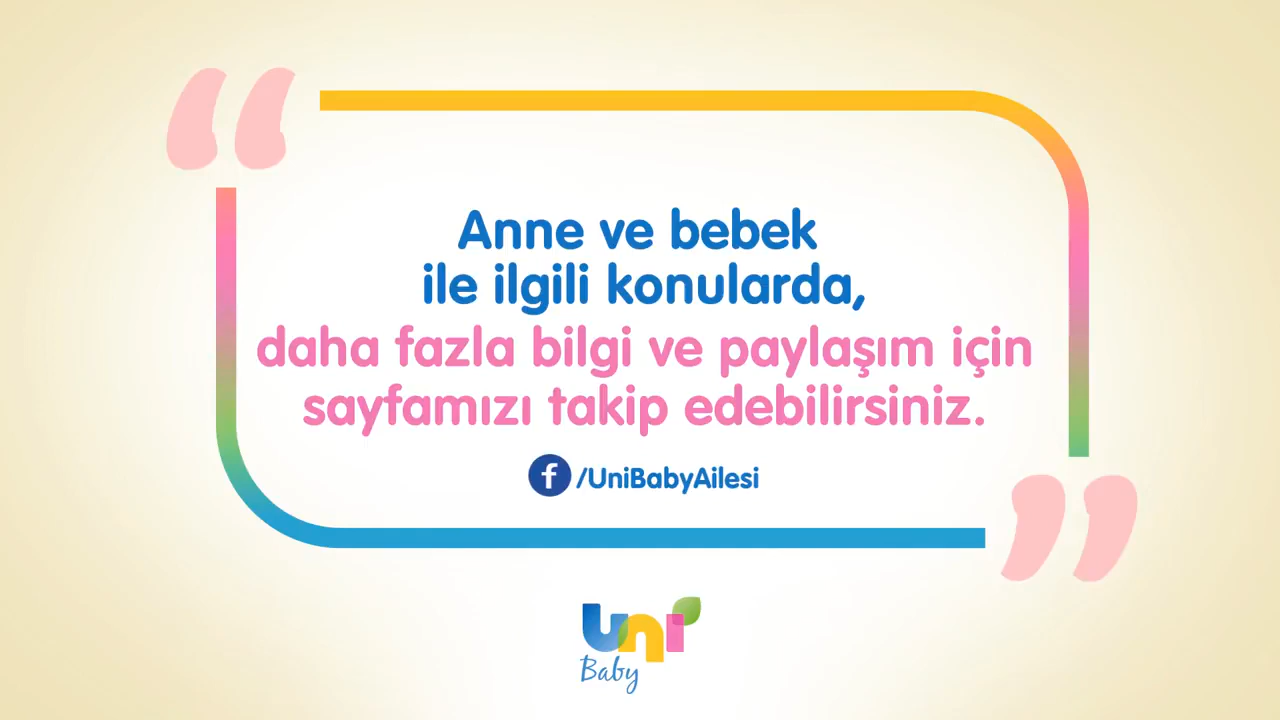 Anne ve bebek
ile ilgili konularda,
daha fazla bilgi ve paylaşım için
sayfamızı takip edebilirsiniz.
f /UniBabyAilesi
uni
Baby